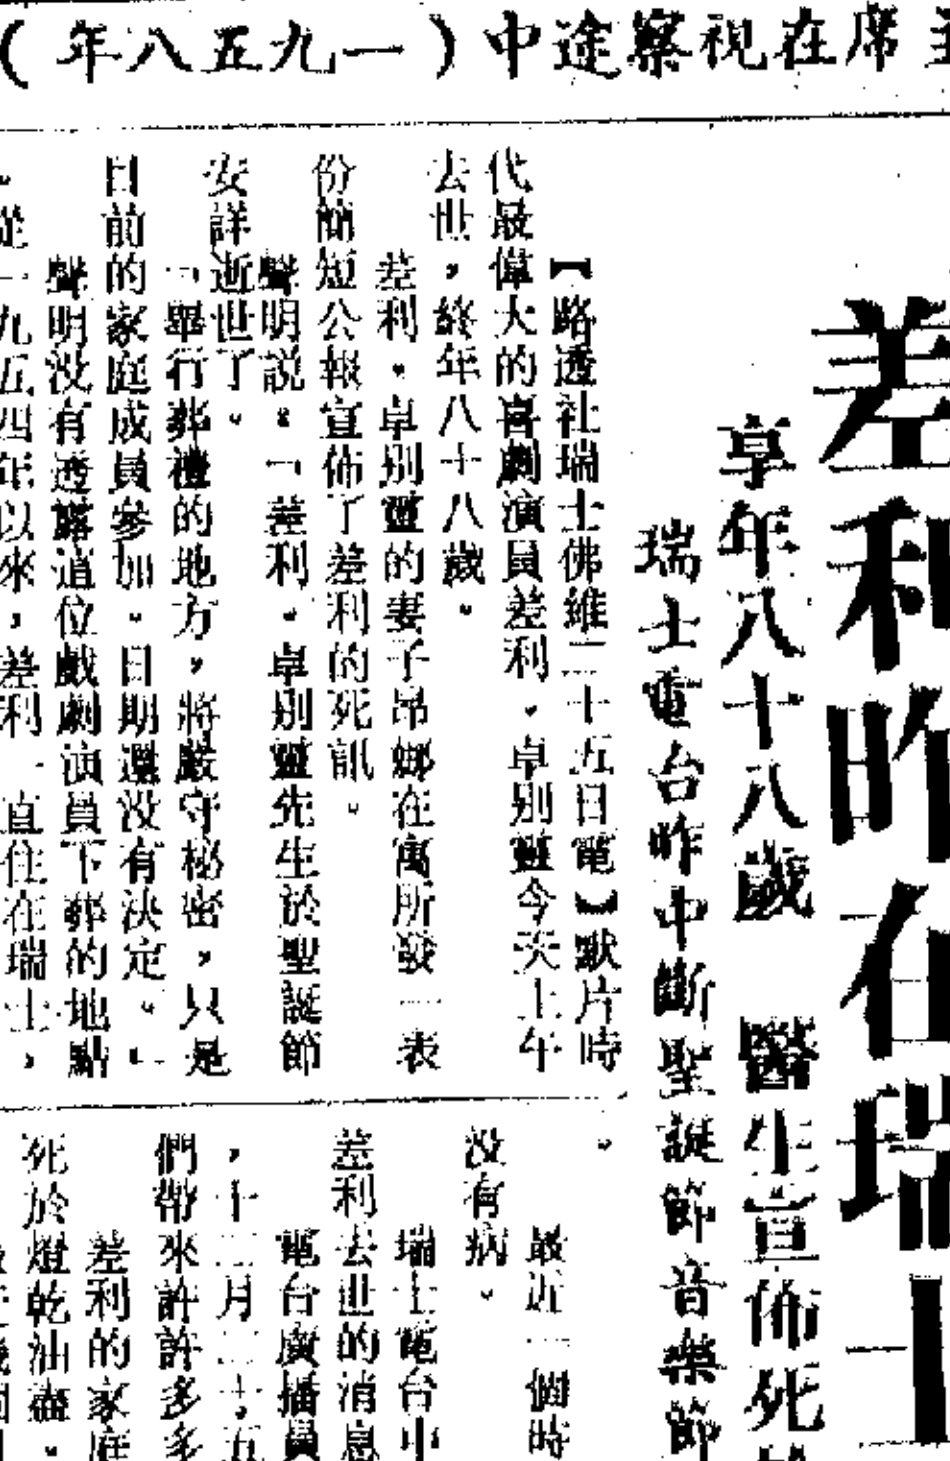 席在視察途中（一九五八年）
差利昨在瑞士
享年八十八歲　醫生宣佈死
瑞士電台昨中斷聖誕節音樂節
【路透社瑞士佛維二十五日電】默片時
代最偉大的喜劇演員差利．卓別靈今天上午
去世，終年八十八歲。
差利．卓別靈的妻子昂娜在寓所發一表
份簡短公報宣佈了差利的死訊。
聲明說：「差利．卓別靈先生於聖誕節
安詳逝世了。
「舉行葬禮的地方，將嚴守秘密，只是
目前的家庭成員參加。日期還没有決定。」
聲明没有透露這位戲劇演員下葬的地點
。從一九五四年以來，差利一直住在瑞士，
。
最近一個時
没有病。
瑞士電台中
差利去世的消息
電台廣播員
，十二月二十五
們帶來許許多多
差利的家庭
死於燈乾油盡。